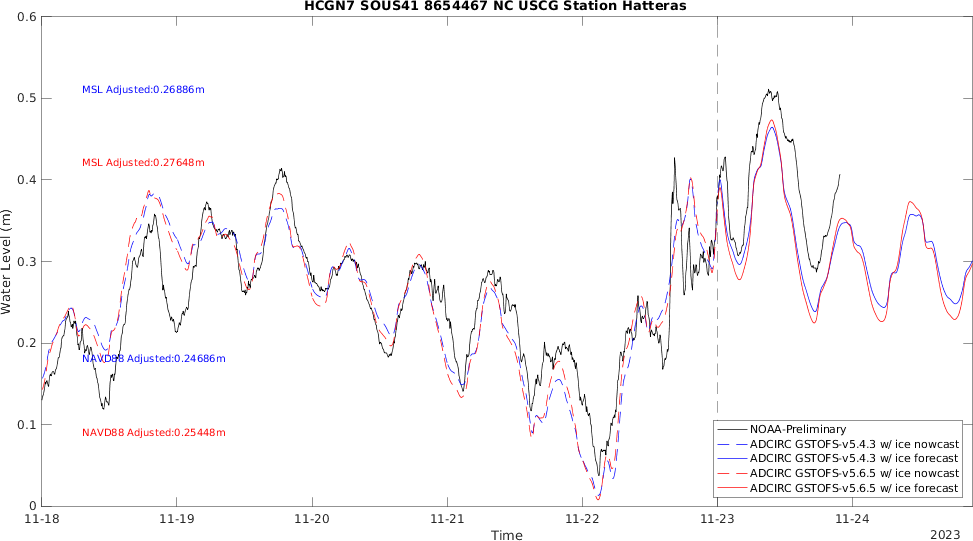 HCGN7 SOUS41 8654467 NC USCG Station Hatteras
0.6
0.5
0.4
0.3
0.2
0.1
0
Water Level (m)
MSL Adjusted:0.26886m
MSL Adjusted:0.27648m
NAVD88 Adjusted:0.24686m
NAVD88 Adjusted:0.25448m
NOAA-Preliminary
ADCIRC GSTOFS-v5.4.3 w/ ice nowcast
ADCIRC GSTOFS-v5.4.3 w/ ice forecast
ADCIRC GSTOFS-v5.6.5 w/ ice nowcast
ADCIRC GSTOFS-v5.6.5 w/ ice forecast
11-18 11-19 11-20 11-21 11-22 11-23 11-24
Time
2023